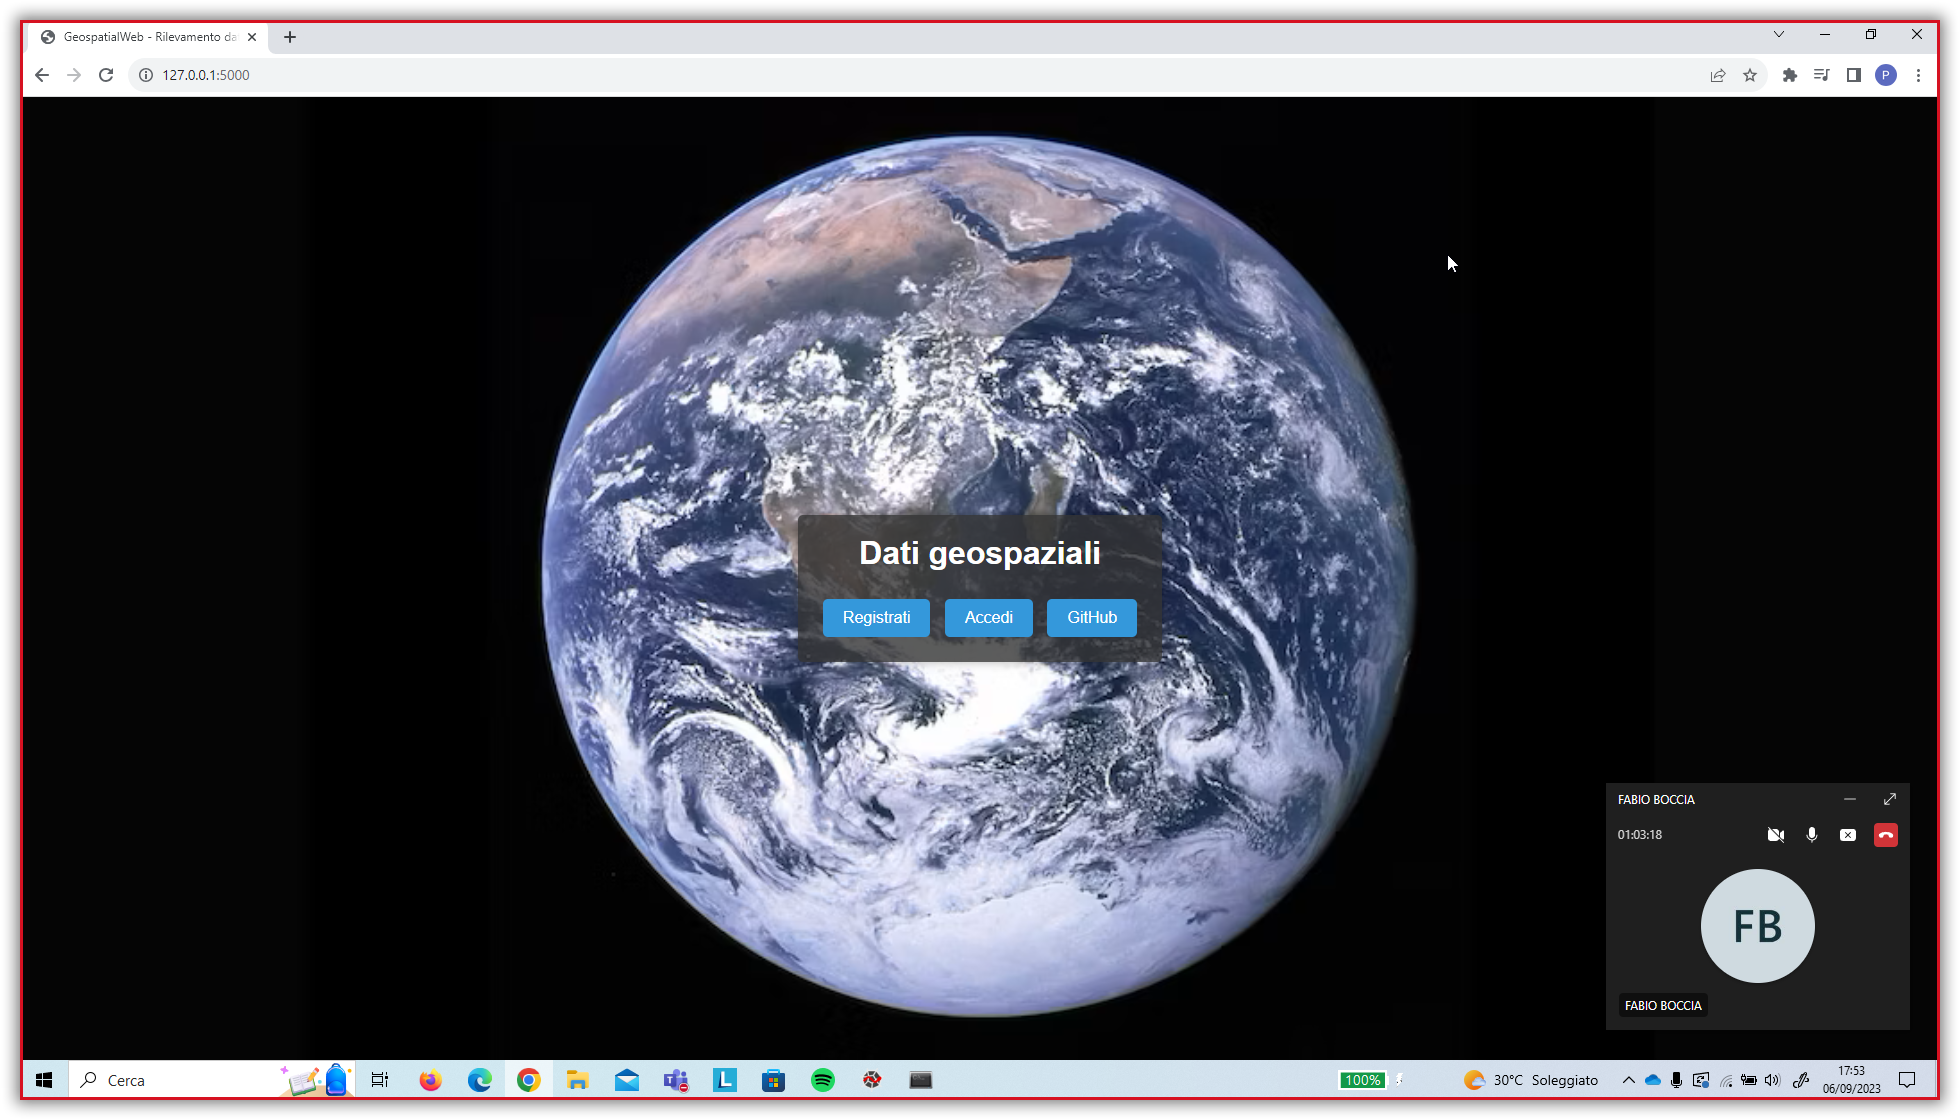 GeospatialWeb - Rilevamento da
127.0.0.1:5000
P
Dati geospaziali
Registrati
Accedi
GitHub
FABIO BOCCIA
01:03:18
FB
FABIO BOCCIA
Cerca
L
100%
30°C Soleggiato
17:53
06/09/2023